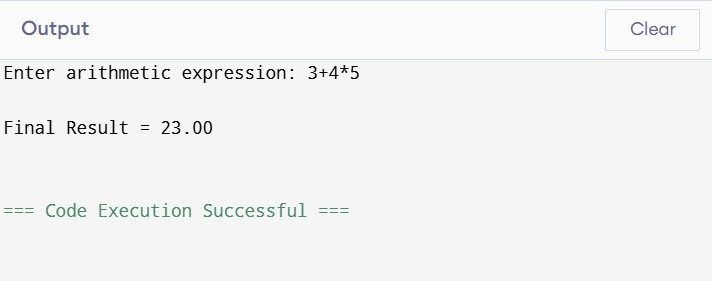 Output
Clear
Enter arithmetic expression: 3+4*5
Final Result = 23.00
=== Code Execution Successful ===